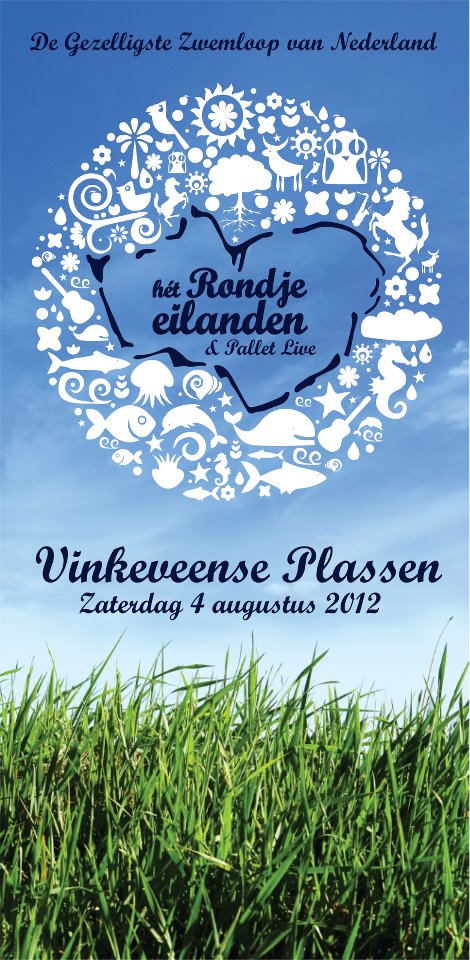 De Gezelligste Zwemloop van Nederland
hét Rondje
eilanden
& Pallet Live
Vinkeveense Plassen
Zaterdag 4 augustus 2012